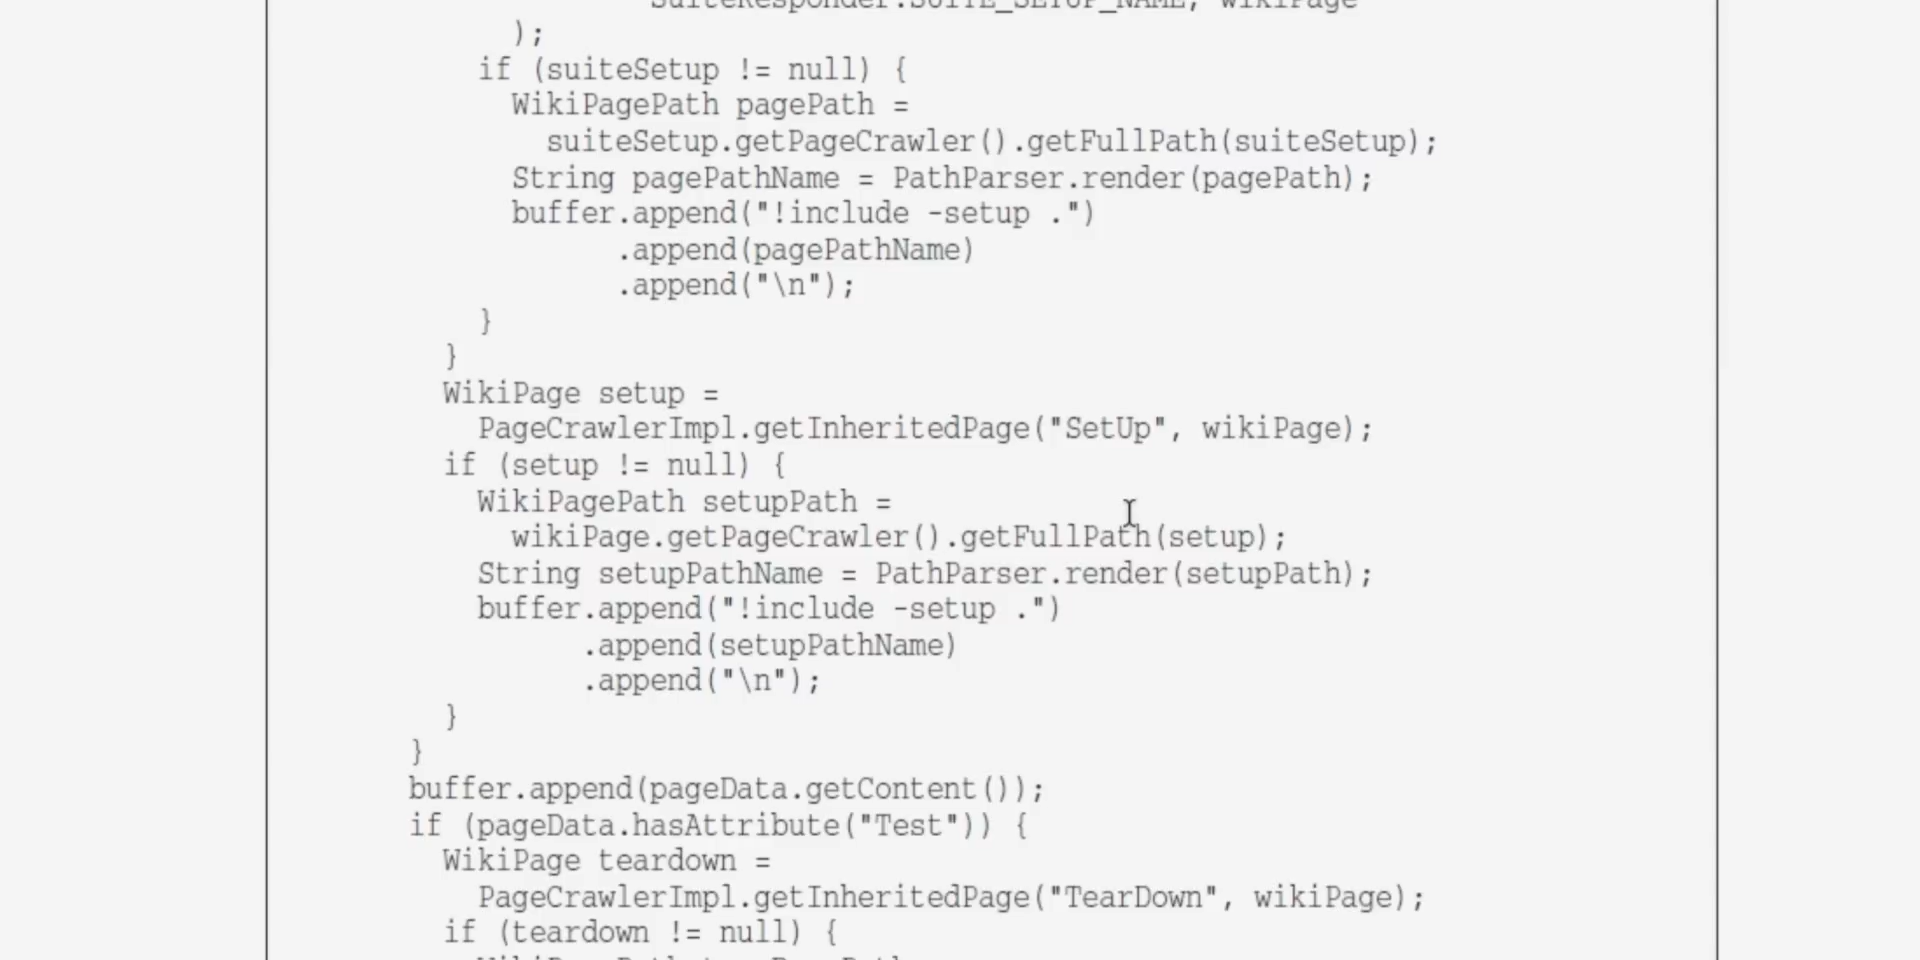 SuiteResponder.SUITE_SETUP_NAME, wikiPage
);
if (suiteSetup != null) {
WikiPagePath pagePath =
suiteSetup.getPageCrawler().getFullPath(suiteSetup);
String pagePathName = PathParser.render(pagePath);
buffer.append("!include -setup .")
.append(pagePathName)
.append("\n");
}
}
WikiPage setup =
PageCrawlerImpl.getInheritedPage("SetUp", wikiPage);
if (setup != null) {
WikiPagePath setupPath =
wikiPage.getPageCrawler().getFullPath(setup);
String setupPathName = PathParser.render(setupPath);
buffer.append("!include -setup .")
.append(setupPathName)
.append("\n");
}
}
buffer.append(pageData.getContent());
if (pageData.hasAttribute("Test")) {
WikiPage teardown =
PageCrawlerImpl.getInheritedPage("TearDown", wikiPage);
if (teardown != null) {